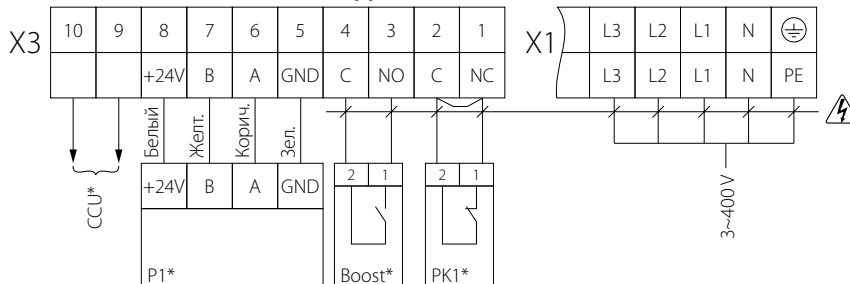 X3 10 9 8 7 6 5 4 3 2 1 X1 L3 L2 L1 N
+24V B A GND C NO C NC L3 L2 L1 N PE
Белый Желт. Корич. Зел.
+24V B A GND 2 1 2 1
CCU* 3~400 V
P1* Boost* PK1*